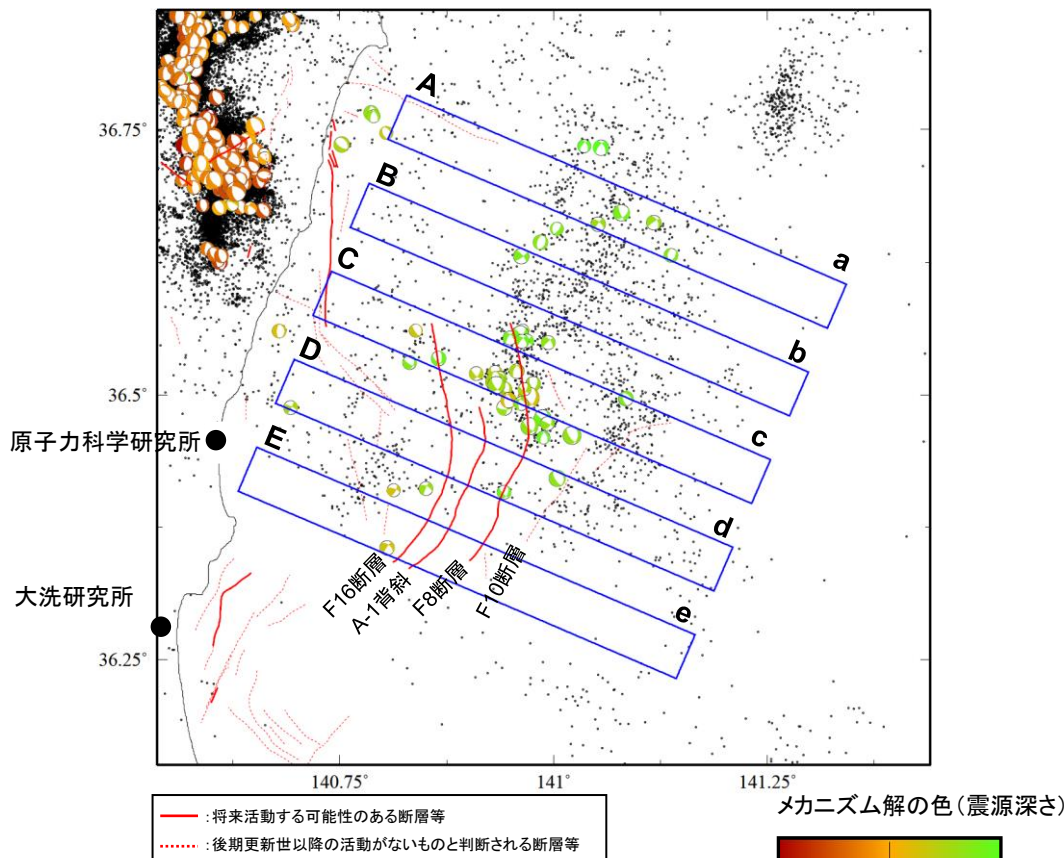 A
36.75°
B
a
C
b
D
36.5°
c
原子力科学研究所
E
d
F16断層
A-1背斜
F8断層
F10断層
大洗研究所
e
36.25°
140.75°
141°
141.25°
メカニズム解の色(震源深さ)
:将来活動する可能性のある断層等
:後期更新世以降の活動がないものと判断される断層等